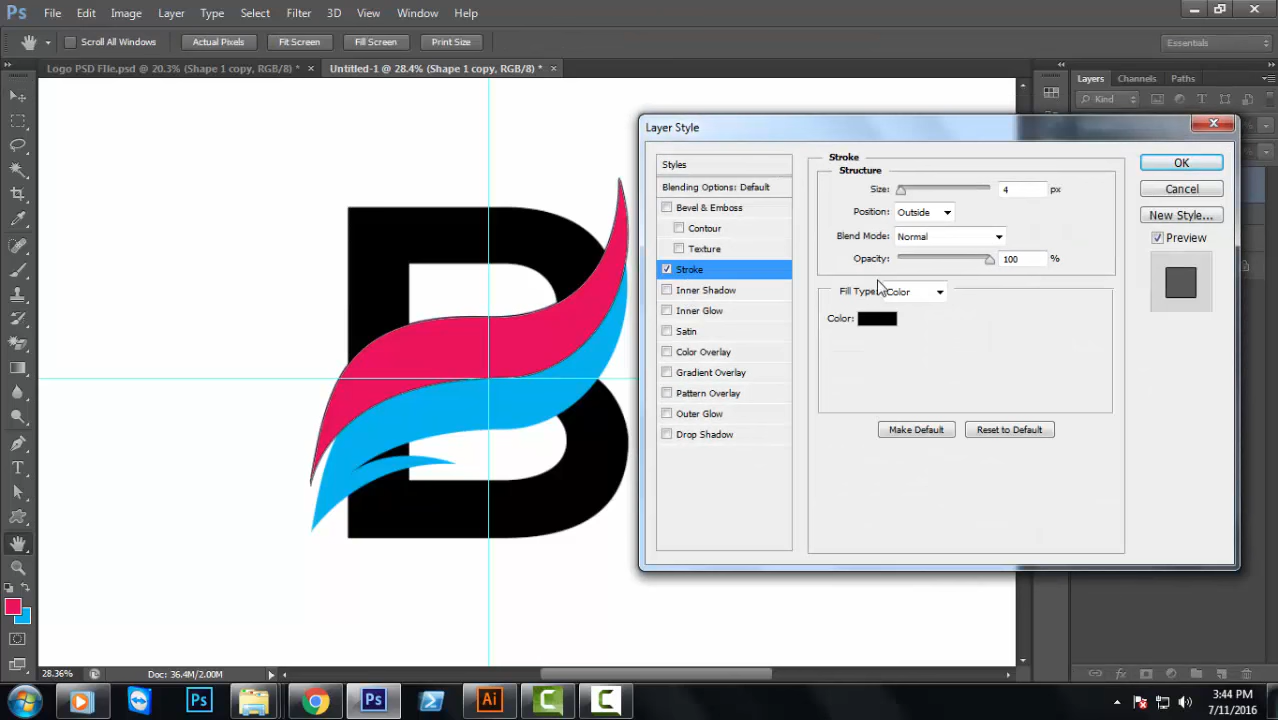 Ps File Edit Image Layer Type Select Filter 3D View Window Help
Scroll All Windows Actual Pixels Fit Screen Fill Screen Print Size Essentials
Logo PSD File.psd @ 20.3% (Shape 1 copy, RGB/8) * × Untitled-1 @ 28.4% (Shape 1 copy, RGB/8) * × Layers Channels Paths
Kind
Layer Style
Styles
Blending Options: Default
Bevel & Emboss
Contour
Texture
Stroke
Inner Shadow
Inner Glow
Satin
Color Overlay
Gradient Overlay
Pattern Overlay
Outer Glow
Drop Shadow
Stroke
Structure
Size: 4 px
Position: Outside
Blend Mode: Normal
Opacity: 100 %
Fill Type: Color
Color:
Make Default Reset to Default
OK
Cancel
New Style...
Preview
B
28.36% Doc: 36.4M/2.00M
Ps Ps Ai C C
3:44 PM
7/11/2016